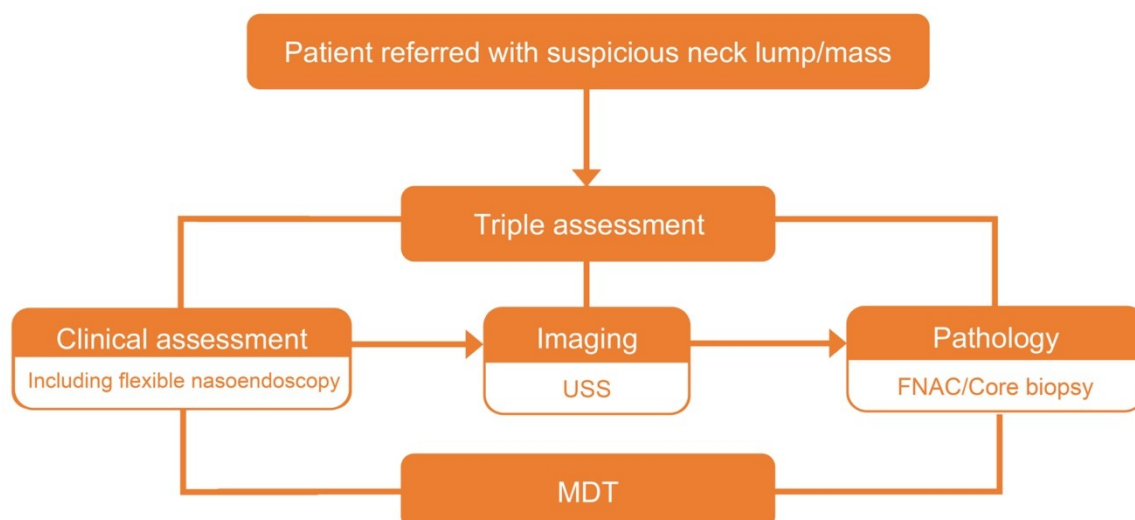 Patient referred with suspicious neck lump/mass
Triple assessment
Clinical assessment
Including flexible nasoendoscopy
Imaging
USS
Pathology
FNAC/Core biopsy
MDT